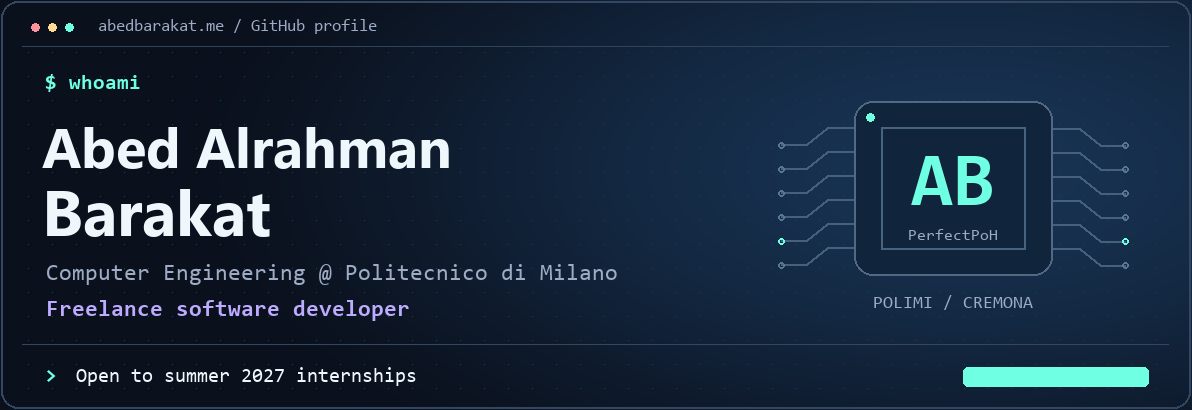 abedbarakat.me / GitHub profile
$ whoami
Abed Alrahman
Barakat
Computer Engineering @ Politecnico di Milano
Freelance software developer
AB
PerfectPoH
POLIMI / CREMONA
> Open to summer 2027 internships